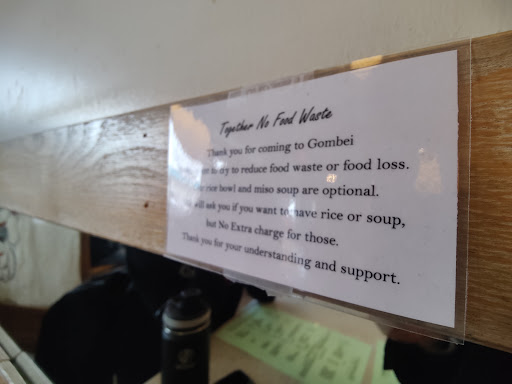 Together No Food Waste
Thank you for coming to Gombei
to try to reduce food waste or food loss.
rice bowl and miso soup are optional.
will ask you if you want to have rice or soup,
but No Extra charge for those.
Thank you for your understanding and support.